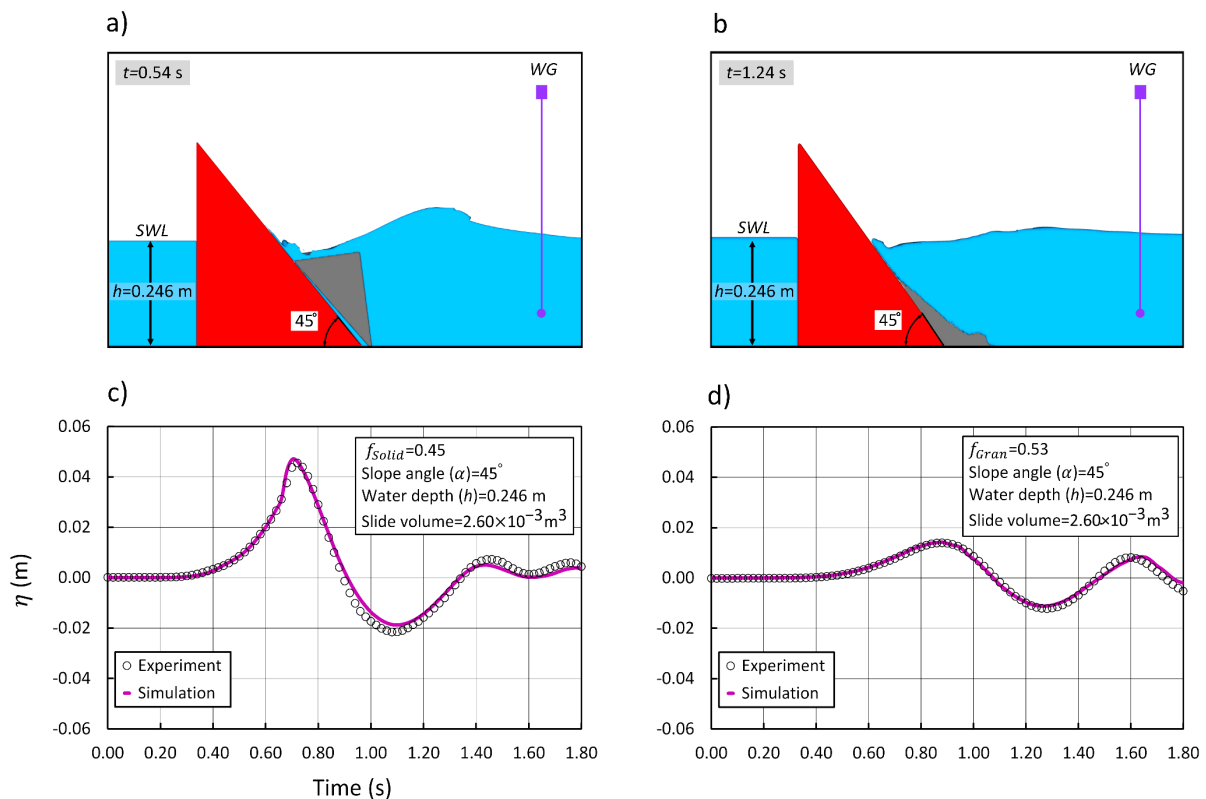 a)
t=0.54 s
WG
SWL
h=0.246 m
45°
b
t=1.24 s
WG
SWL
h=0.246 m
45°
c)
η (m)
0.06
0.04
0.02
0.00
-0.02
-0.04
-0.06
f_Solid=0.45
Slope angle (α)=45°
Water depth (h)=0.246 m
Slide volume=2.60×10⁻³m³
Experiment
Simulation
0.00 0.20 0.40 0.60 0.80 1.00 1.20 1.40 1.60 1.80
Time (s)
d)
0.06
0.04
0.02
0.00
-0.02
-0.04
-0.06
f_Gran=0.53
Slope angle (α)=45°
Water depth (h)=0.246 m
Slide volume=2.60×10⁻³m³
Experiment
Simulation
0.00 0.20 0.40 0.60 0.80 1.00 1.20 1.40 1.60 1.80